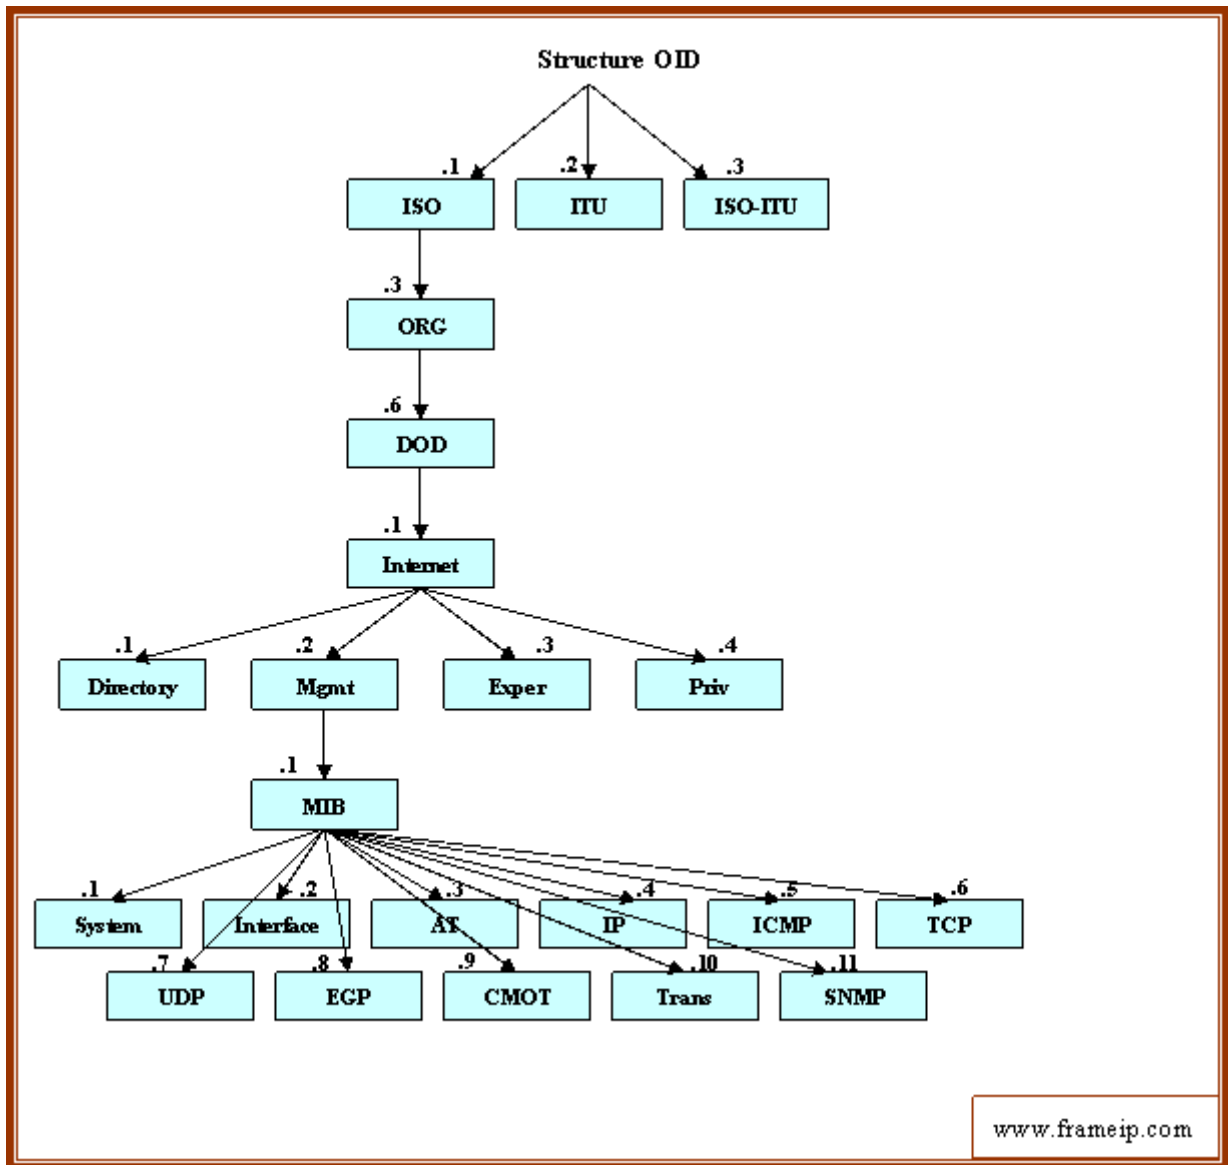 Structure OID
.1 .2 .3
ISO ITU ISO-ITU
.3
ORG
.6
DOD
.1
Internet
.1 .2 .3 .4
Directory Mgmt Exper Priv
.1
MIB
.1 .2 .3 .4 .5 .6
System Interface AT IP ICMP TCP
.7 .8 .9 .10 .11
UDP EGP CMOT Trans SNMP
www.frameip.com